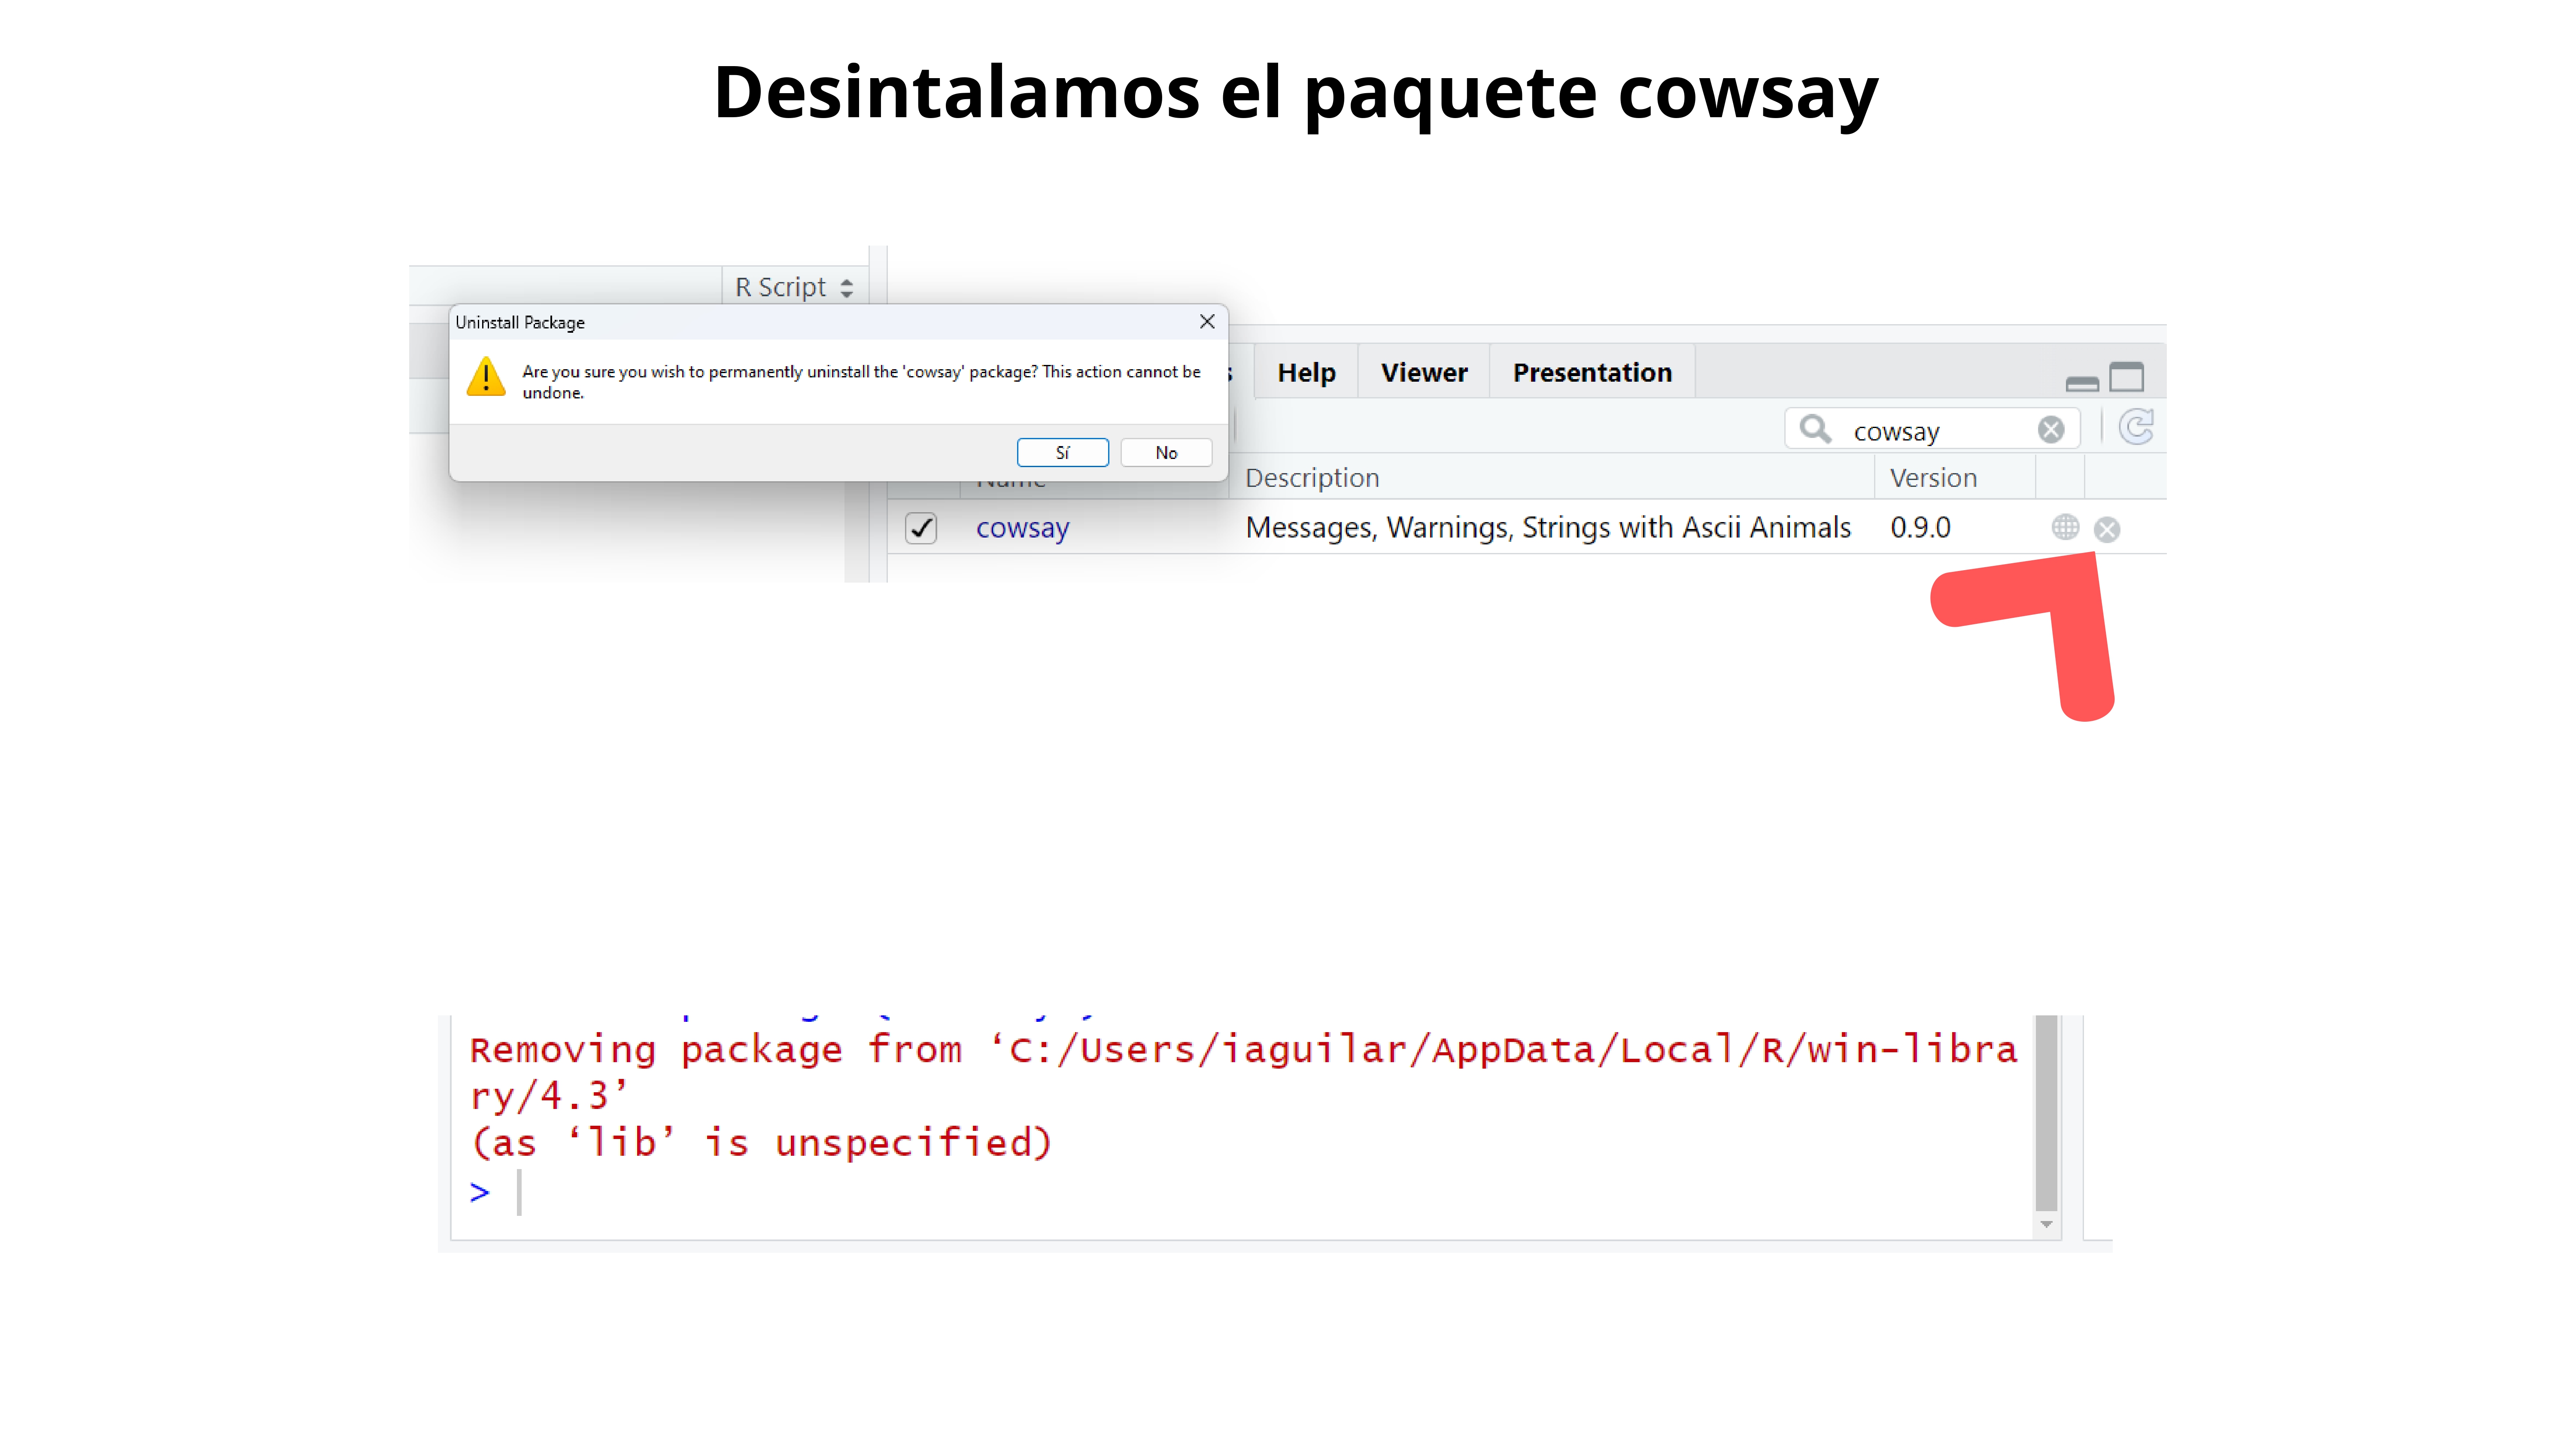 Desintalamos el paquete cowsay
R Script
Uninstall Package
Are you sure you wish to permanently uninstall the 'cowsay' package? This action cannot be
undone.
Sí No
Help Viewer Presentation
cowsay
Description Version
cowsay Messages, Warnings, Strings with Ascii Animals 0.9.0
Removing package from ‘C:/Users/iaguilar/AppData/Local/R/win-libra
ry/4.3’
(as ‘lib’ is unspecified)
>